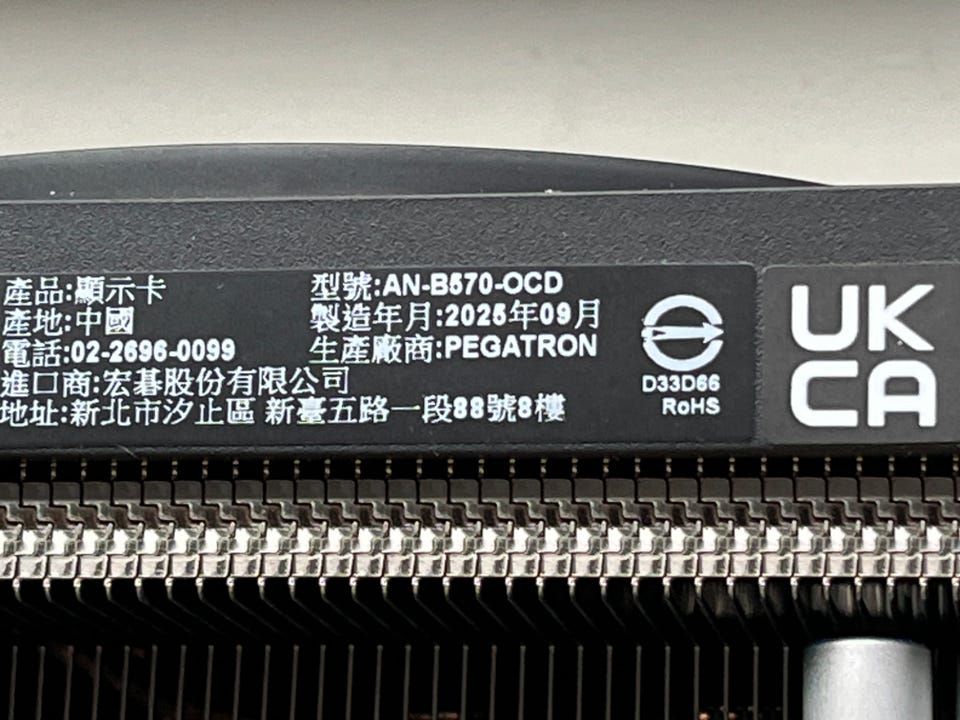 產品:顯示卡
產地:中國
電話:02-2696-0099
進口商:宏碁股份有限公司
地址:新北市汐止區 新臺五路一段88號8樓
型號:AN-B570-OCD
製造年月:2025年09月
生產廠商:PEGATRON
D33D66
RoHS
UK
CA